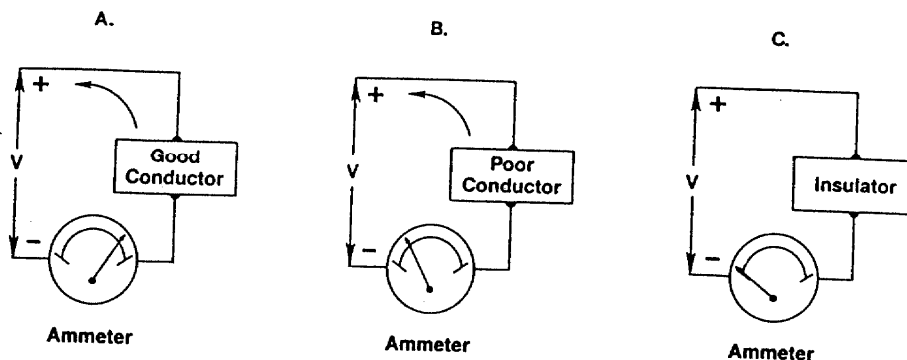 A.
+
V
Good
Conductor
−
Ammeter
B.
+
V
Poor
Conductor
−
Ammeter
C.
+
V
Insulator
−
Ammeter